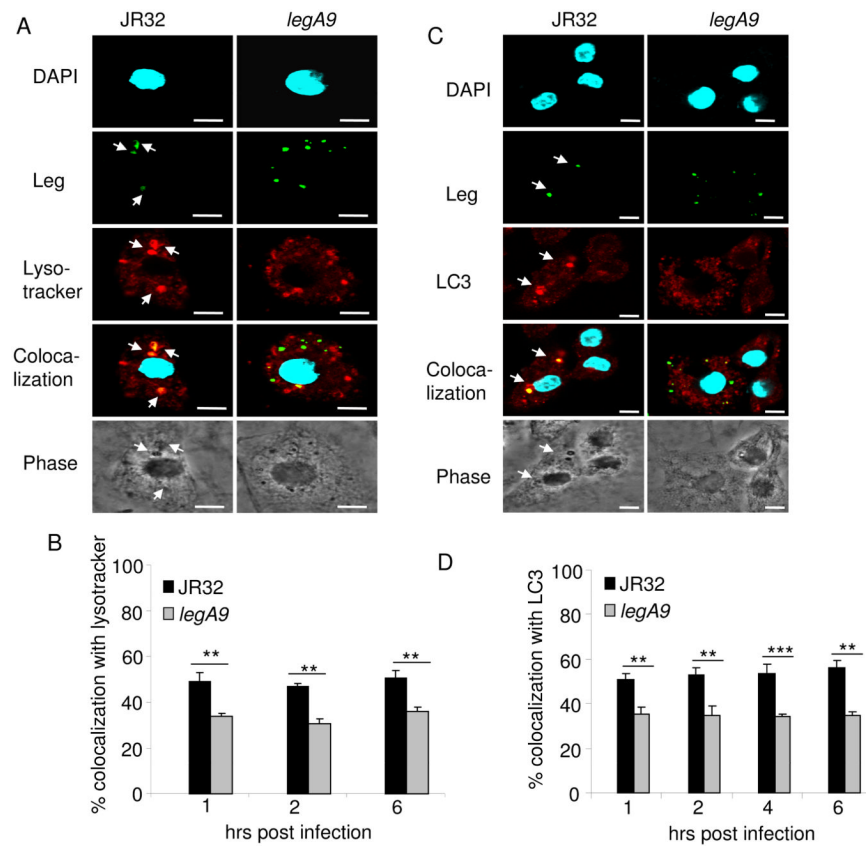 A
JR32
legA9
DAPI
Leg
Lyso-
tracker
Coloca-
lization
Phase
C
JR32
legA9
DAPI
Leg
LC3
Coloca-
lization
Phase
B
% colocalization with lysotracker
100
80
60
40
20
0
JR32
legA9
**
**
**
1
2
6
hrs post infection
D
% colocalization with LC3
100
80
60
40
20
0
JR32
legA9
**
**
***
**
1
2
4
6
hrs post infection